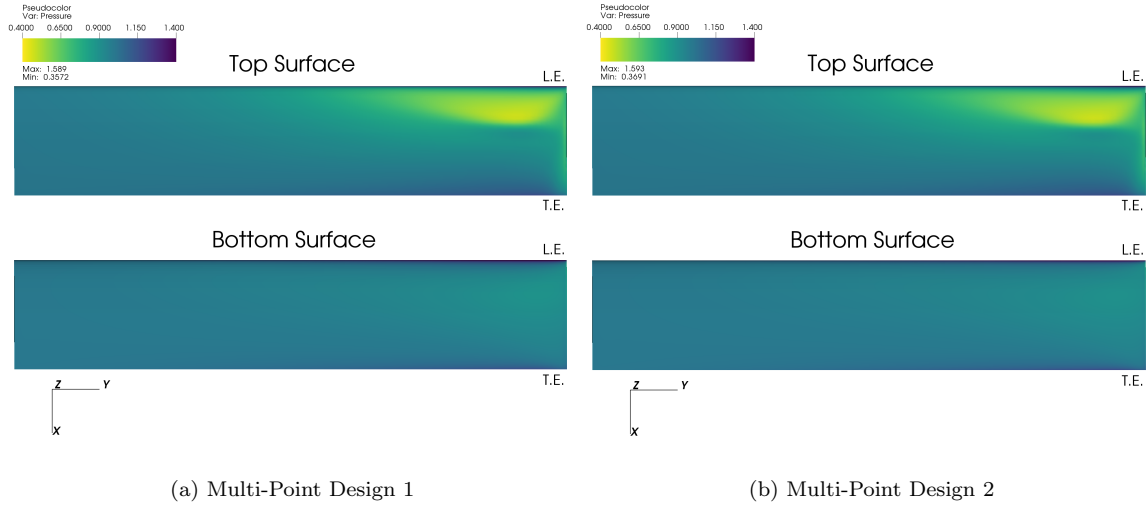 Pseudocolor
Var: Pressure
0.4000 0.6500 0.9000 1.150 1.400
Max: 1.589
Min: 0.3572
Top Surface
L.E.
T.E.
Bottom Surface
L.E.
T.E.
Z Y
X
(a) Multi-Point Design 1
Pseudocolor
Var: Pressure
0.4000 0.6500 0.9000 1.150 1.400
Max: 1.593
Min: 0.3691
Top Surface
L.E.
T.E.
Bottom Surface
L.E.
T.E.
Z Y
X
(b) Multi-Point Design 2